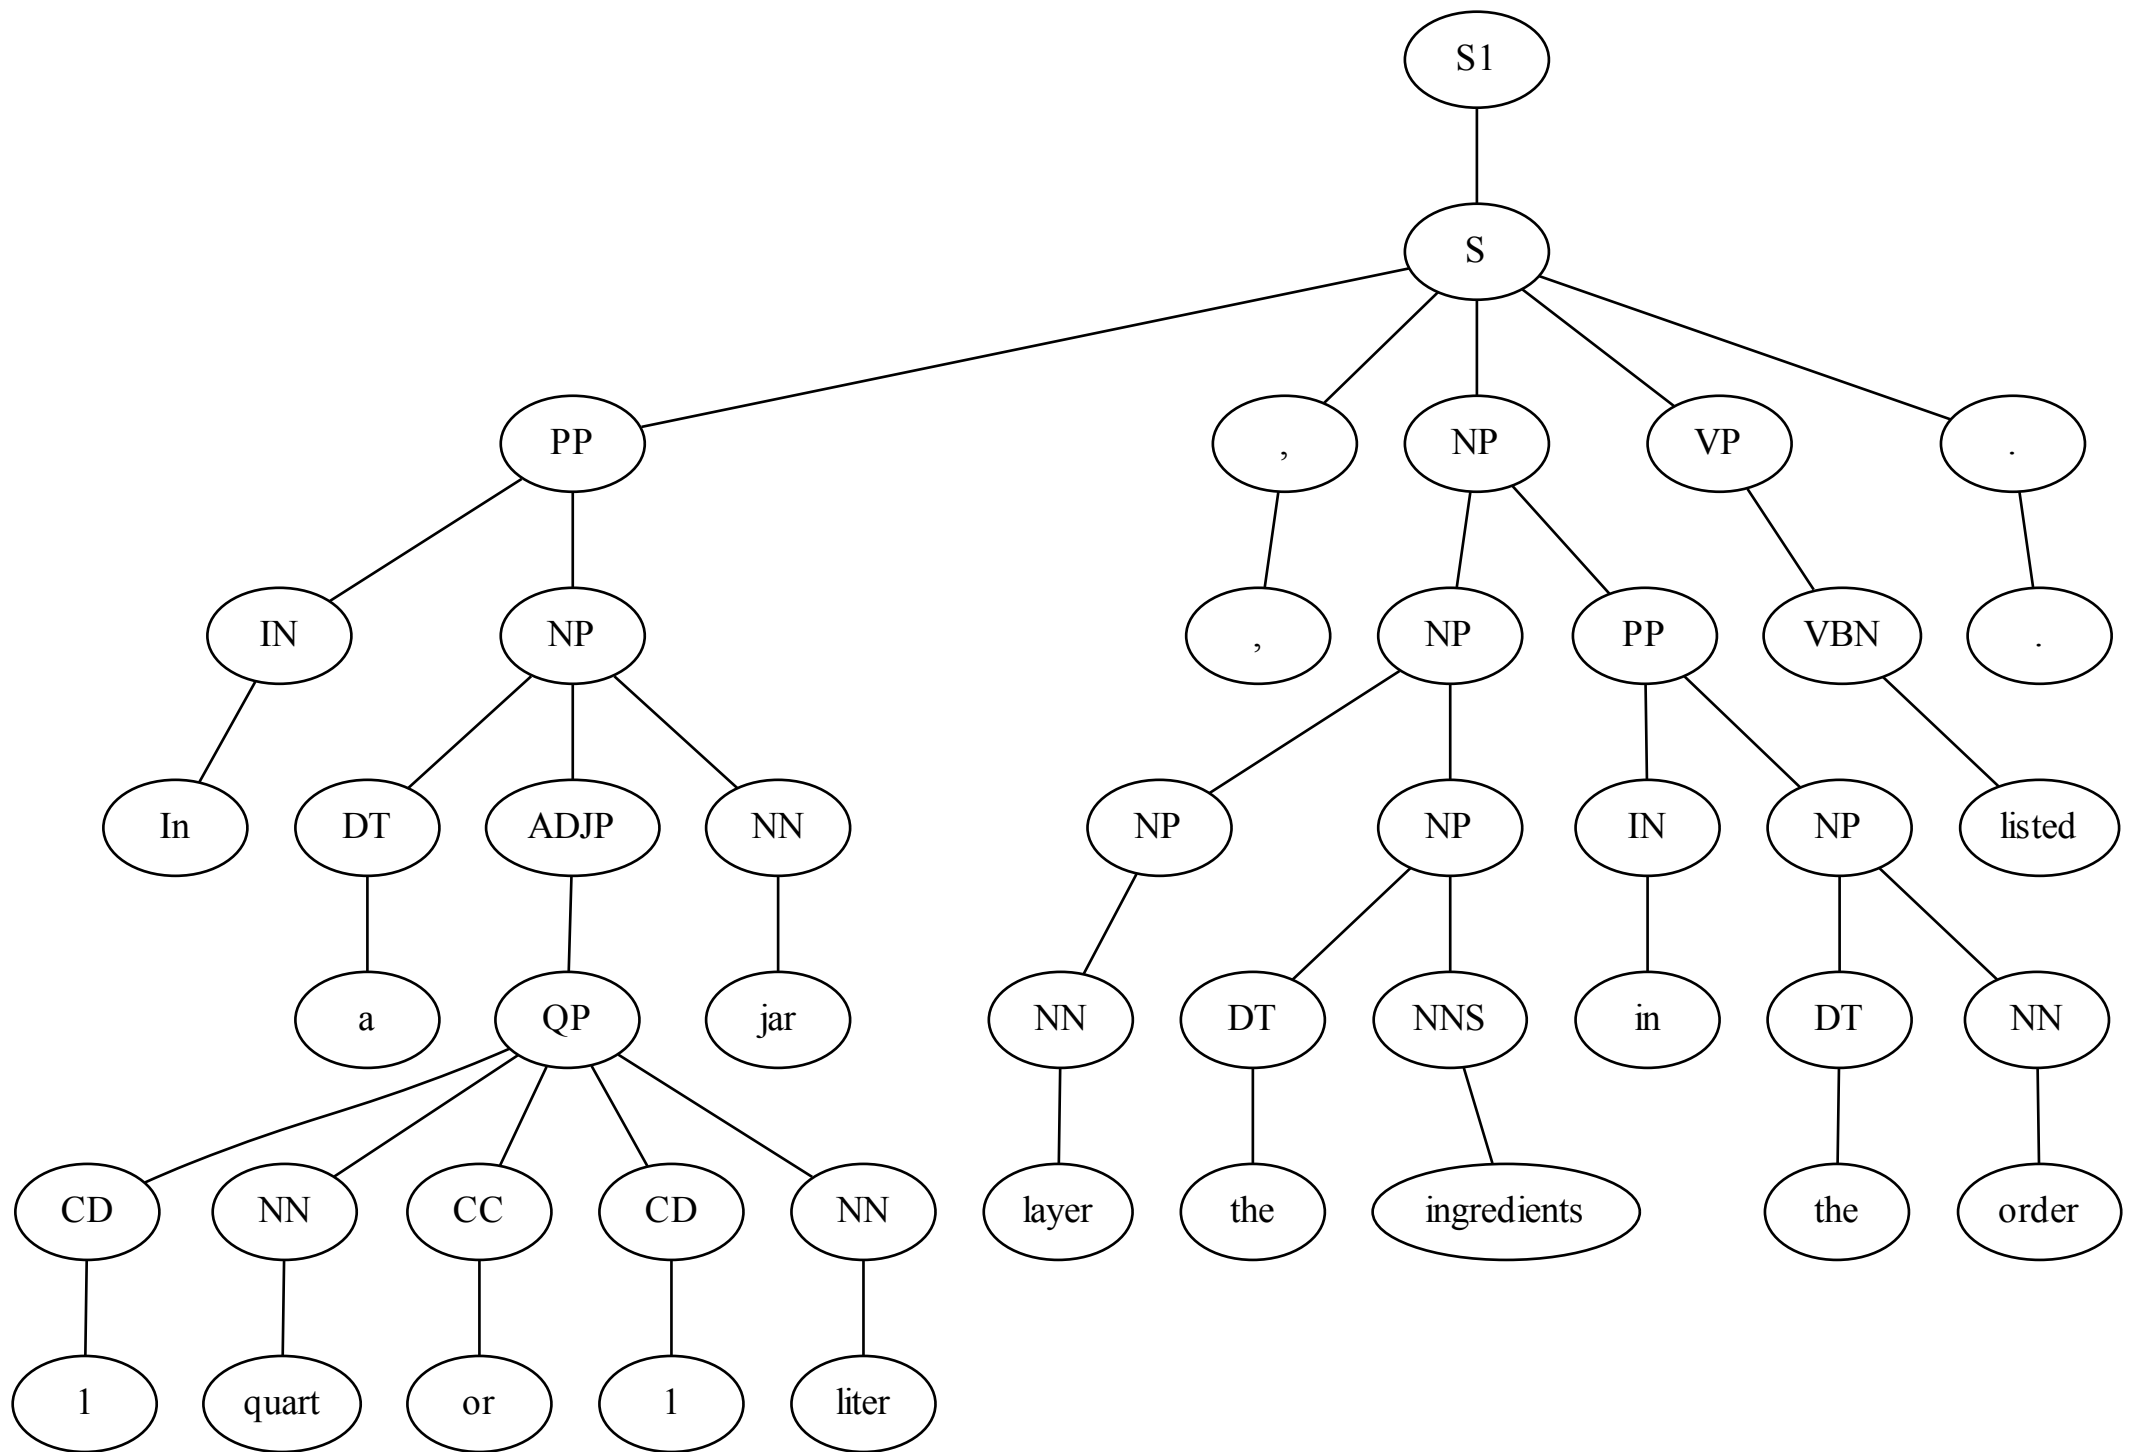 S1
S
PP , NP VP .
IN NP , NP PP VBN .
In DT ADJP NN NP NP IN NP listed
a QP jar NN DT NNS in DT NN
CD NN CC CD NN layer the ingredients the order
1 quart or 1 liter